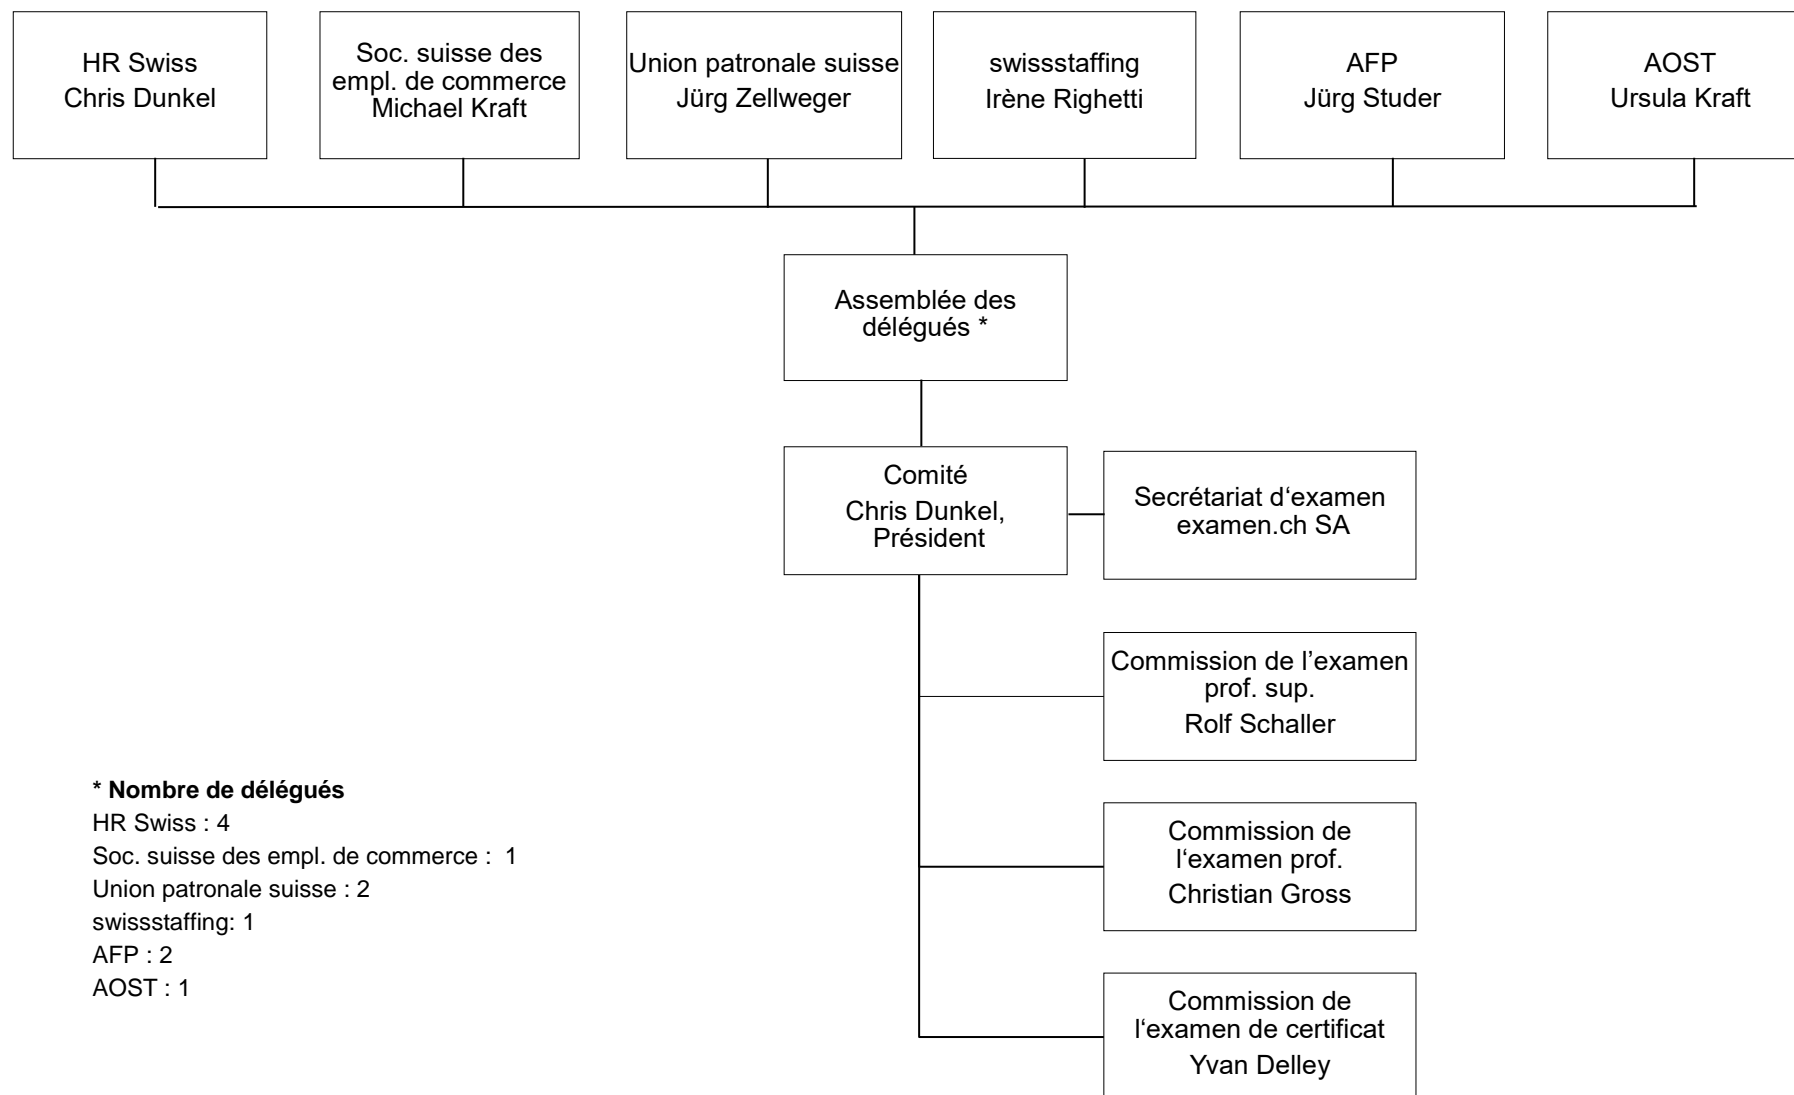 HR Swiss
Chris Dunkel
Soc. suisse des
empl. de commerce
Michael Kraft
Union patronale suisse
Jürg Zellweger
swissstaffing
Irène Righetti
AFP
Jürg Studer
AOST
Ursula Kraft
Assemblée des
délégués *
Comité
Chris Dunkel,
Président
Secrétariat d‘examen
examen.ch SA
Commission de l’examen
prof. sup.
Rolf Schaller
Commission de
l‘examen prof.
Christian Gross
Commission de
l‘examen de certificat
Yvan Delley
* Nombre de délégués
HR Swiss : 4
Soc. suisse des empl. de commerce :  1
Union patronale suisse : 2
swissstaffing: 1
AFP : 2
AOST : 1